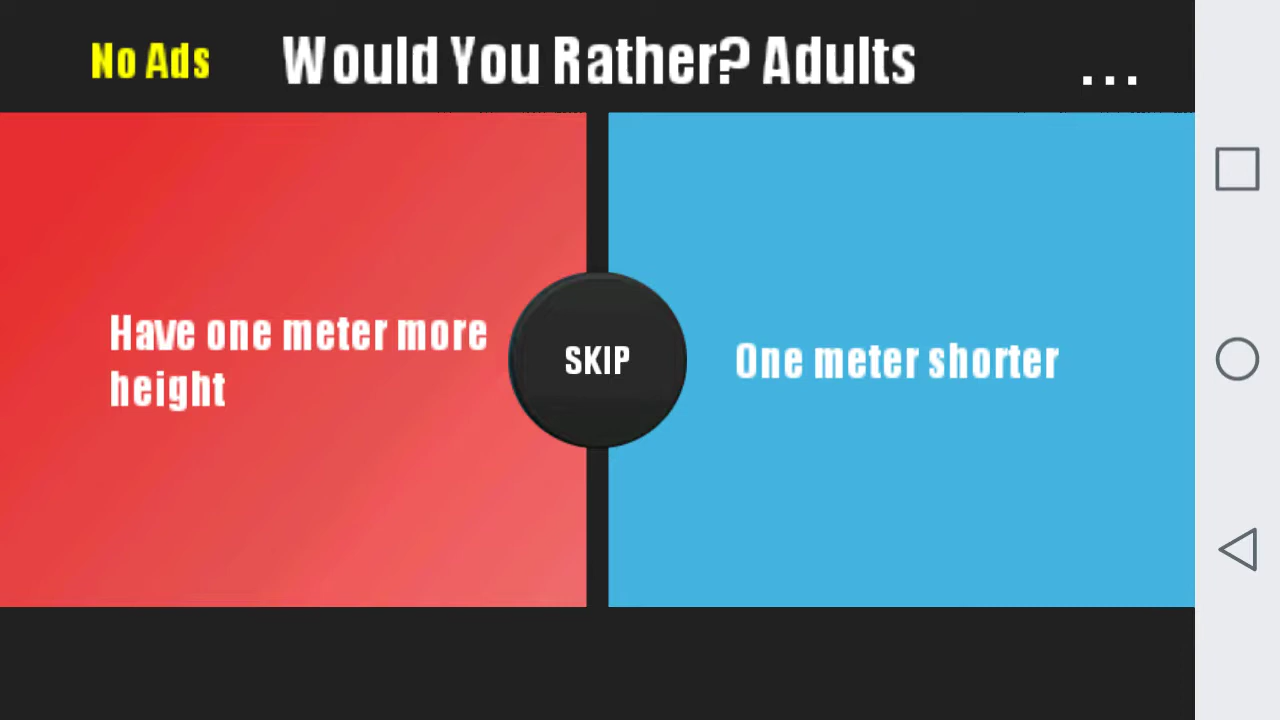 No Ads
Would You Rather? Adults
...
Have one meter more
height
SKIP
One meter shorter